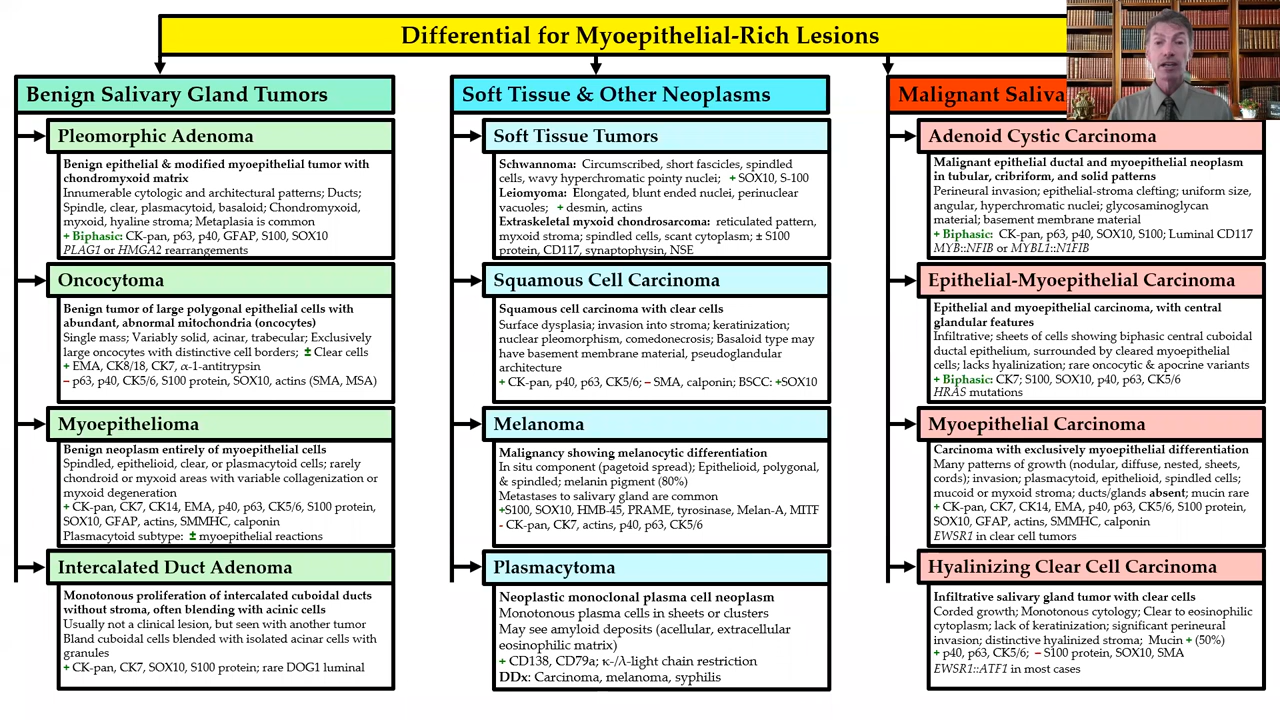 Differential for Myoepithelial-Rich Lesions
Benign Salivary Gland Tumors
Pleomorphic Adenoma
Benign epithelial & modified myoepithelial tumor with
chondromyxoid matrix
Innumerable cytologic and architectural patterns; Ducts;
Spindle, clear, plasmacytoid, basaloid; Chondromyxoid,
myxoid, hyaline stroma; Metaplasia is common
+ Biphasic: CK-pan, p63, p40, GFAP, S100, SOX10
PLAG1 or HMGA2 rearrangements
Oncocytoma
Benign tumor of large polygonal epithelial cells with
abundant, abnormal mitochondria (oncocytes)
Single mass; Variably solid, acinar, trabecular; Exclusively
large oncocytes with distinctive cell borders; ± Clear cells
+ EMA, CK8/18, CK7, α-1-antitrypsin
− p63, p40, CK5/6, S100 protein, SOX10, actins (SMA, MSA)
Myoepithelioma
Benign neoplasm entirely of myoepithelial cells
Spindled, epithelioid, clear, or plasmacytoid cells; rarely
chondroid or myxoid areas with variable collagenization or
myxoid degeneration
+ CK-pan, CK7, CK14, EMA, p40, p63, CK5/6, S100 protein,
SOX10, GFAP, actins, SMMHC, calponin
Plasmacytoid subtype: ± myoepithelial reactions
Intercalated Duct Adenoma
Monotonous proliferation of intercalated cuboidal ducts
without stroma, often blending with acinic cells
Usually not a clinical lesion, but seen with another tumor
Bland cuboidal cells blended with isolated acinar cells with
granules
+ CK-pan, CK7, SOX10, S100 protein; rare DOG1 luminal
Soft Tissue & Other Neoplasms
Soft Tissue Tumors
Schwannoma: Circumscribed, short fascicles, spindled
cells, wavy hyperchromatic pointy nuclei; + SOX10, S-100
Leiomyoma: Elongated, blunt ended nuclei, perinuclear
vacuoles; + desmin, actins
Extraskeletal myxoid chondrosarcoma: reticulated pattern,
myxoid stroma; spindled cells, scant cytoplasm; ± S100
protein, CD117, synaptophysin, NSE
Squamous Cell Carcinoma
Squamous cell carcinoma with clear cells
Surface dysplasia; invasion into stroma; keratinization;
nuclear pleomorphism, comedonecrosis; Basaloid type may
have basement membrane material, pseudoglandular
architecture
+ CK-pan, p40, p63, CK5/6; − SMA, calponin; BSCC: +SOX10
Melanoma
Malignancy showing melanocytic differentiation
In situ component (pagetoid spread); Epithelioid, polygonal,
& spindled; melanin pigment (80%)
Metastases to salivary gland are common
+S100, SOX10, HMB-45, PRAME, tyrosinase, Melan-A, MITF
- CK-pan, CK7, actins, p40, p63, CK5/6
Plasmacytoma
Neoplastic monoclonal plasma cell neoplasm
Monotonous plasma cells in sheets or clusters
May see amyloid deposits (acellular, extracellular
eosinophilic matrix)
+ CD138, CD79a; κ-/λ-light chain restriction
DDx: Carcinoma, melanoma, syphilis
Malignant Saliva
Adenoid Cystic Carcinoma
Malignant epithelial ductal and myoepithelial neoplasm
in tubular, cribriform, and solid patterns
Perineural invasion; epithelial-stroma clefting; uniform size,
angular, hyperchromatic nuclei; glycosaminoglycan
material; basement membrane material
+ Biphasic: CK-pan, p63, p40, SOX10, S100; Luminal CD117
MYB::NFIB or MYBL1::N1FIB
Epithelial-Myoepithelial Carcinoma
Epithelial and myoepithelial carcinoma, with central
glandular features
Infiltrative; sheets of cells showing biphasic central cuboidal
ductal epithelium, surrounded by cleared myoepithelial
cells; lacks hyalinization; rare oncocytic & apocrine variants
+ Biphasic: CK7; S100, SOX10, p40, p63, CK5/6
HRAS mutations
Myoepithelial Carcinoma
Carcinoma with exclusively myoepithelial differentiation
Many patterns of growth (nodular, diffuse, nested, sheets,
cords); invasion; plasmacytoid, epithelioid, spindled cells;
mucoid or myxoid stroma; ducts/glands absent; mucin rare
+ CK-pan, CK7, CK14, EMA, p40, p63, CK5/6, S100 protein,
SOX10, GFAP, actins, SMMHC, calponin
EWSR1 in clear cell tumors
Hyalinizing Clear Cell Carcinoma
Infiltrative salivary gland tumor with clear cells
Corded growth; Monotonous cytology; Clear to eosinophilic
cytoplasm; lack of keratinization; significant perineural
invasion; distinctive hyalinized stroma; Mucin + (50%)
+ p40, p63, CK5/6; − S100 protein, SOX10, SMA
EWSR1::ATF1 in most cases